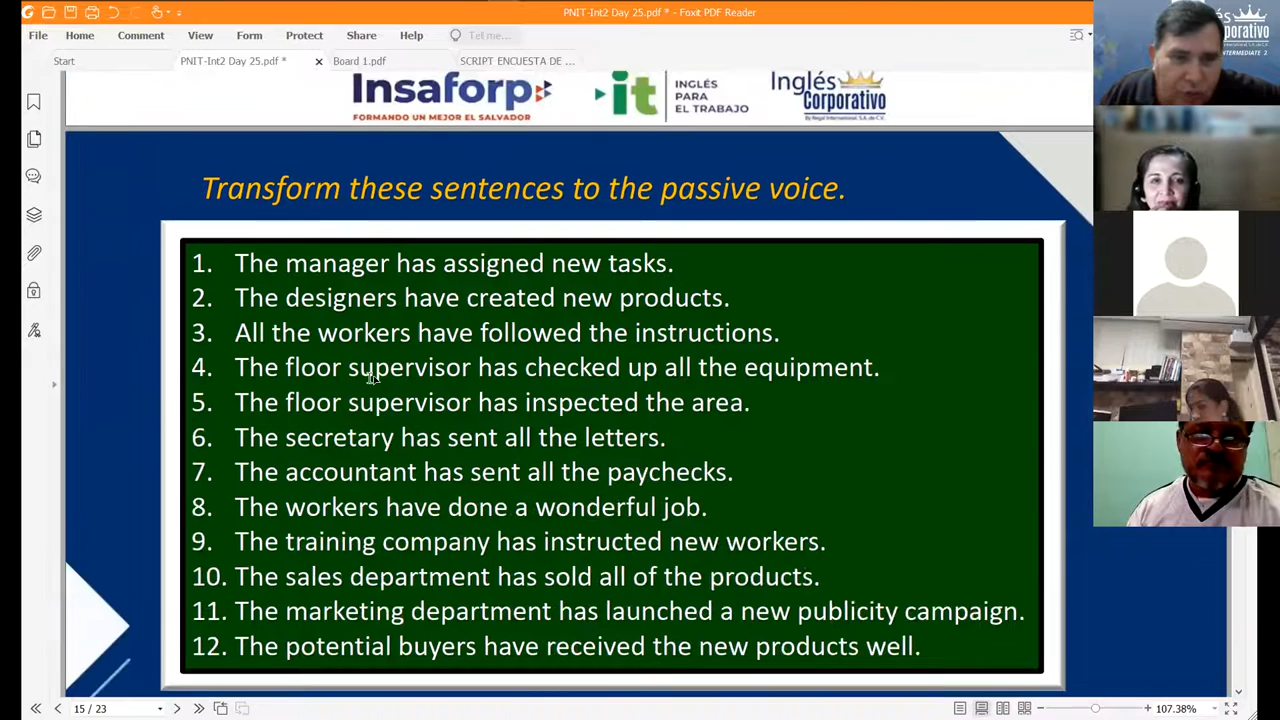 PNIT-Int2 Day 25.pdf * - Foxit PDF Reader
File Home Comment View Form Protect Share Help Tell me...
Start PNIT-Int2 Day 25.pdf * Board 1.pdf SCRIPT ENCUESTA DE ...
Insaforp
FORMANDO UN MEJOR EL SALVADOR
it
INGLÉS
PARA
EL TRABAJO
Inglés
Corporativo
By Regal International, S.A. de C.V.
Transform these sentences to the passive voice.
1. The manager has assigned new tasks.
2. The designers have created new products.
3. All the workers have followed the instructions.
4. The floor supervisor has checked up all the equipment.
5. The floor supervisor has inspected the area.
6. The secretary has sent all the letters.
7. The accountant has sent all the paychecks.
8. The workers have done a wonderful job.
9. The training company has instructed new workers.
10. The sales department has sold all of the products.
11. The marketing department has launched a new publicity campaign.
12. The potential buyers have received the new products well.
15 / 23
107.38%
INTERMEDIATE 2